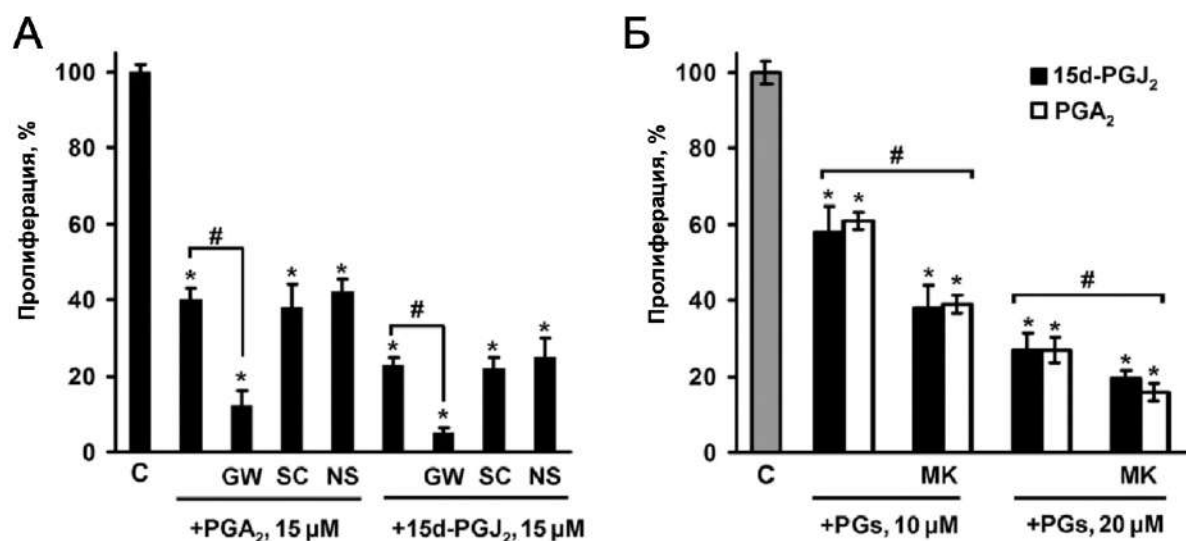 А
Пролиферация, %
100
80
60
40
20
0
#
*
*
*
*
#
*
*
*
*
C
GW
SC
NS
GW
SC
NS
+PGA₂, 15 µM
+15d-PGJ₂, 15 µM
Б
Пролиферация, %
100
80
60
40
20
0
15d-PGJ₂
PGA₂
#
* *
* *
#
* *
* *
C
MK
MK
+PGs, 10 µM
+PGs, 20 µM